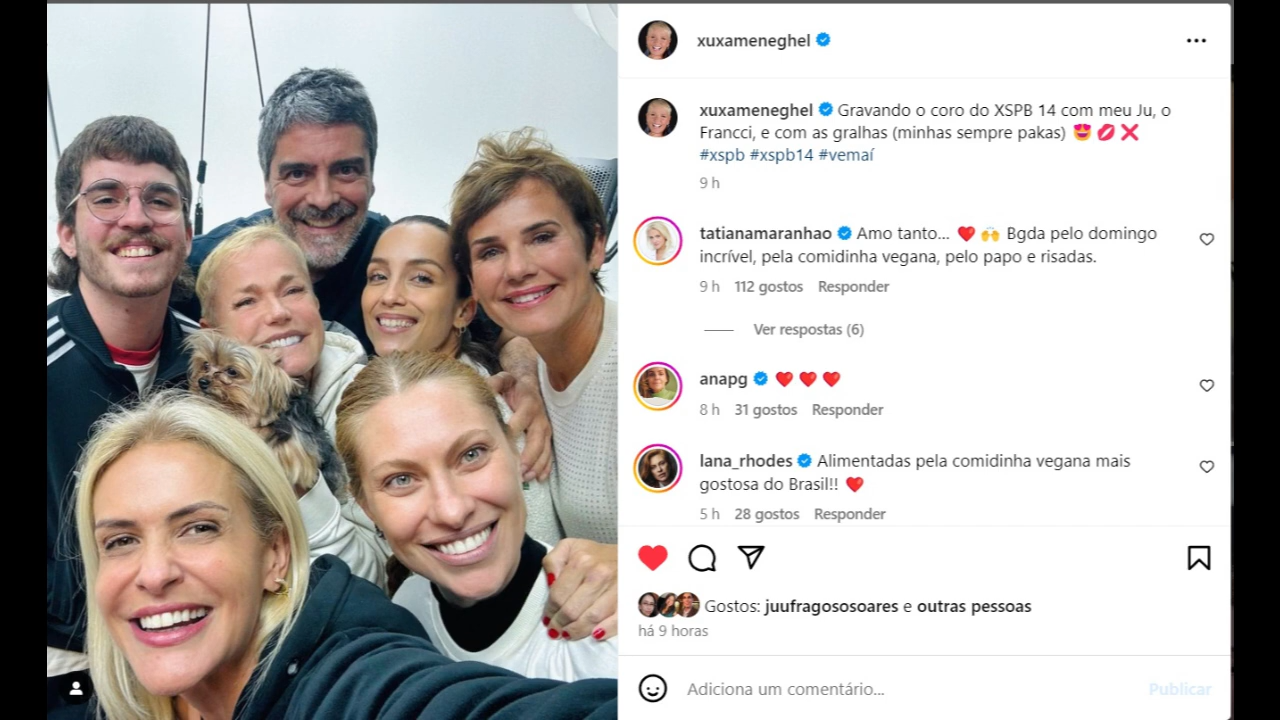 xuxameneghel
xuxameneghel Gravando o coro do XSPB 14 com meu Ju, o
Francci, e com as gralhas (minhas sempre pakas) 😍 💋 ❌
#xspb #xspb14 #vemaí
9 h
tatianamaranhao Amo tanto... ❤️ 🙌 Bgda pelo domingo
incrível, pela comidinha vegana, pelo papo e risadas.
9 h 112 gostos Responder
Ver respostas (6)
anapg ❤️ ❤️ ❤️
8 h 31 gostos Responder
lana_rhodes Alimentadas pela comidinha vegana mais
gostosa do Brasil!! ❤️
5 h 28 gostos Responder
Gostos: juufragososoares e outras pessoas
há 9 horas
Adiciona um comentário...
Publicar